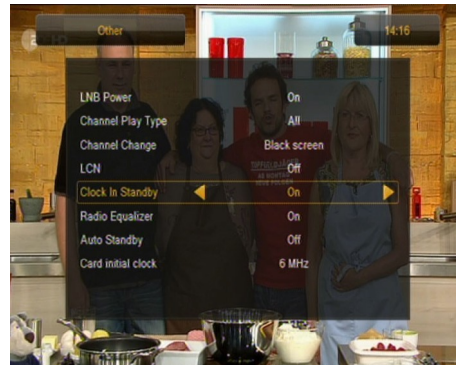 Other
14:16
LNB Power On
Channel Play Type All
Channel Change Black screen
LCN Off
Clock In Standby On
Radio Equalizer On
Auto Standby Off
Card initial clock 6 MHz